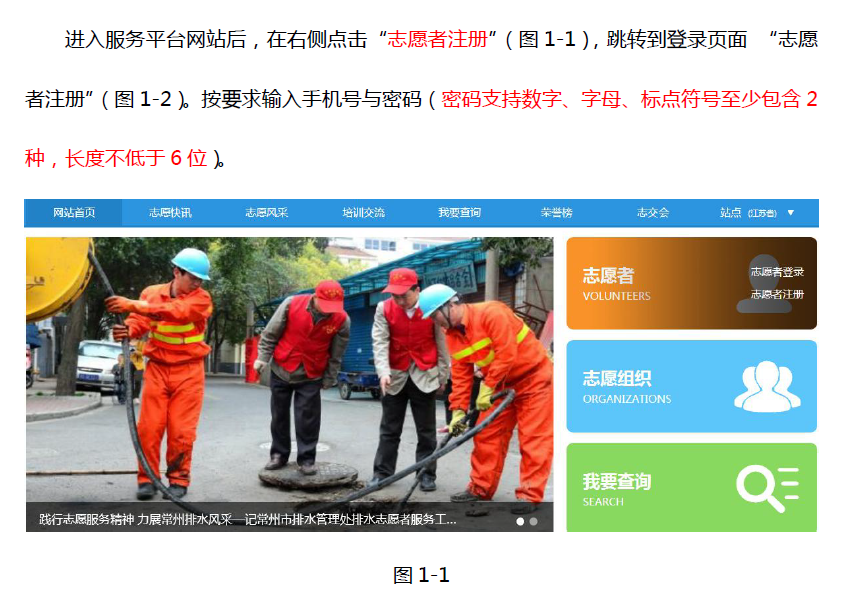 进入服务平台网站后，在右侧点击“志愿者注册”（图 1-1），跳转到登录页面 “志愿
者注册”（图 1-2）。按要求输入手机号与密码（密码支持数字、字母、标点符号至少包含 2
种，长度不低于 6 位）。
网站首页 志愿快讯 志愿风采 培训交流 我要查询 荣誉榜 志交会 站点 (江苏省) ▼
志愿者
VOLUNTEERS
志愿者登录
志愿者注册
志愿组织
ORGANIZATIONS
我要查询
SEARCH
践行志愿服务精神 力展常州排水风采—记常州市排水管理处排水志愿者服务工...
图 1-1